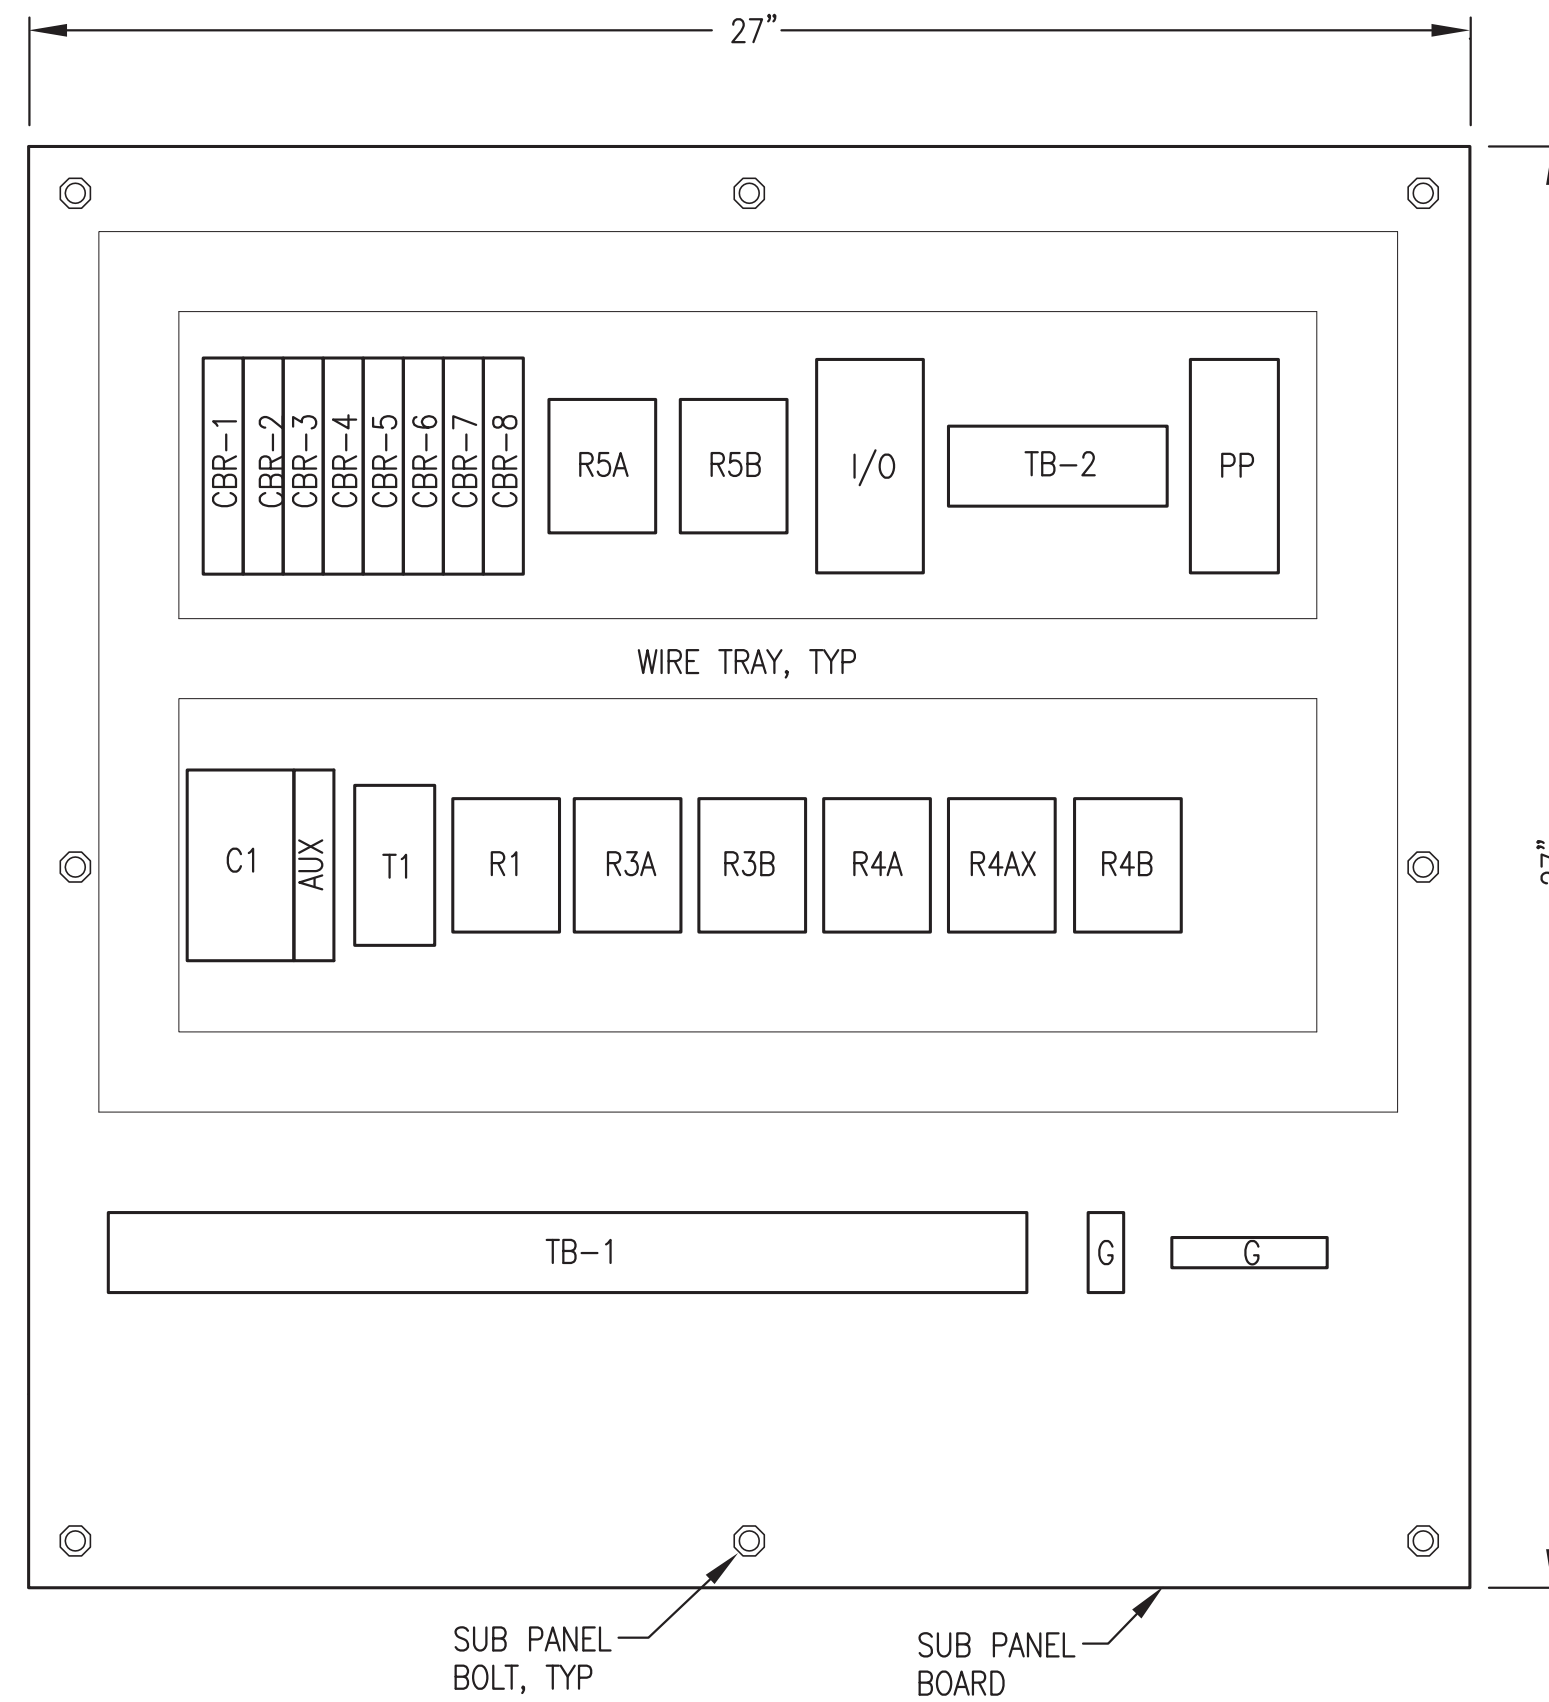 27"
CBR-1
CBR-2
CBR-3
CBR-4
CBR-5
CBR-6
CBR-7
CBR-8
R5A
R5B
I/O
TB-2
PP
WIRE TRAY, TYP
C1
AUX
T1
R1
R3A
R3B
R4A
R4AX
R4B
TB-1
G
G
SUB PANEL
BOLT, TYP
SUB PANEL
BOARD